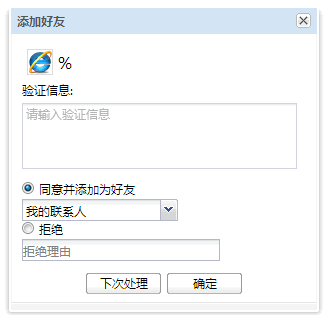 添加好友
%
验证信息:
请输入验证信息
同意并添加为好友
我的联系人
拒绝
拒绝理由
下次处理 确定